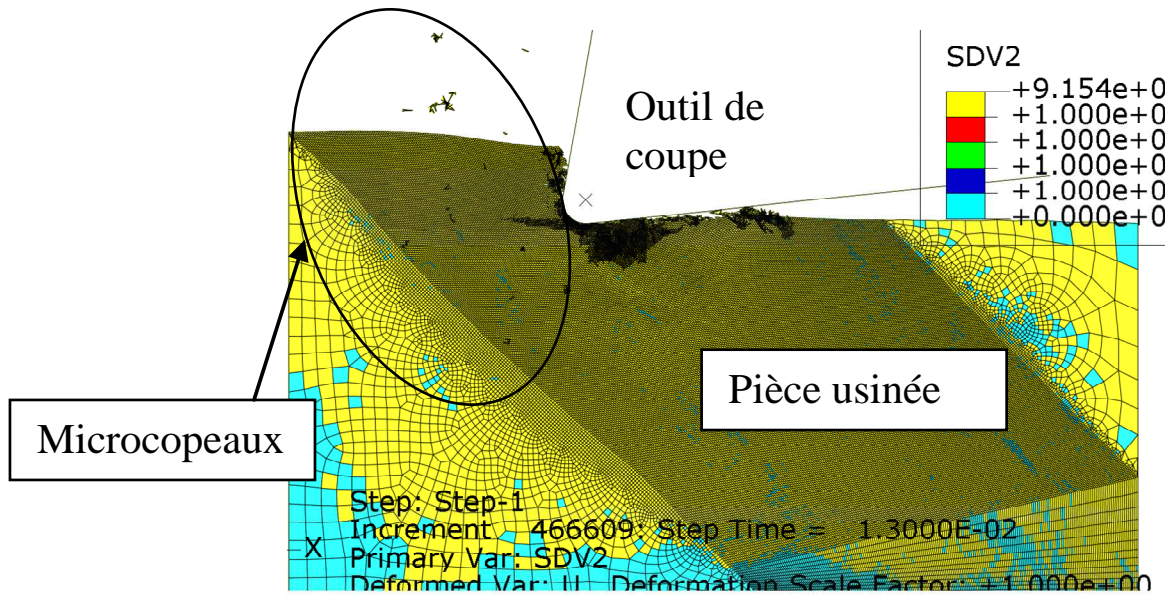 SDV2
+9.154e+0
+1.000e+0
+1.000e+0
+1.000e+0
+1.000e+0
+0.000e+0
Outil de
coupe
Pièce usinée
Microcopeaux
Step: Step-1
Increment 466609: Step Time = 1.3000E-02
X
Primary Var: SDV2
Deformed Var: U Deformation Scale Factor: +1.000e+00